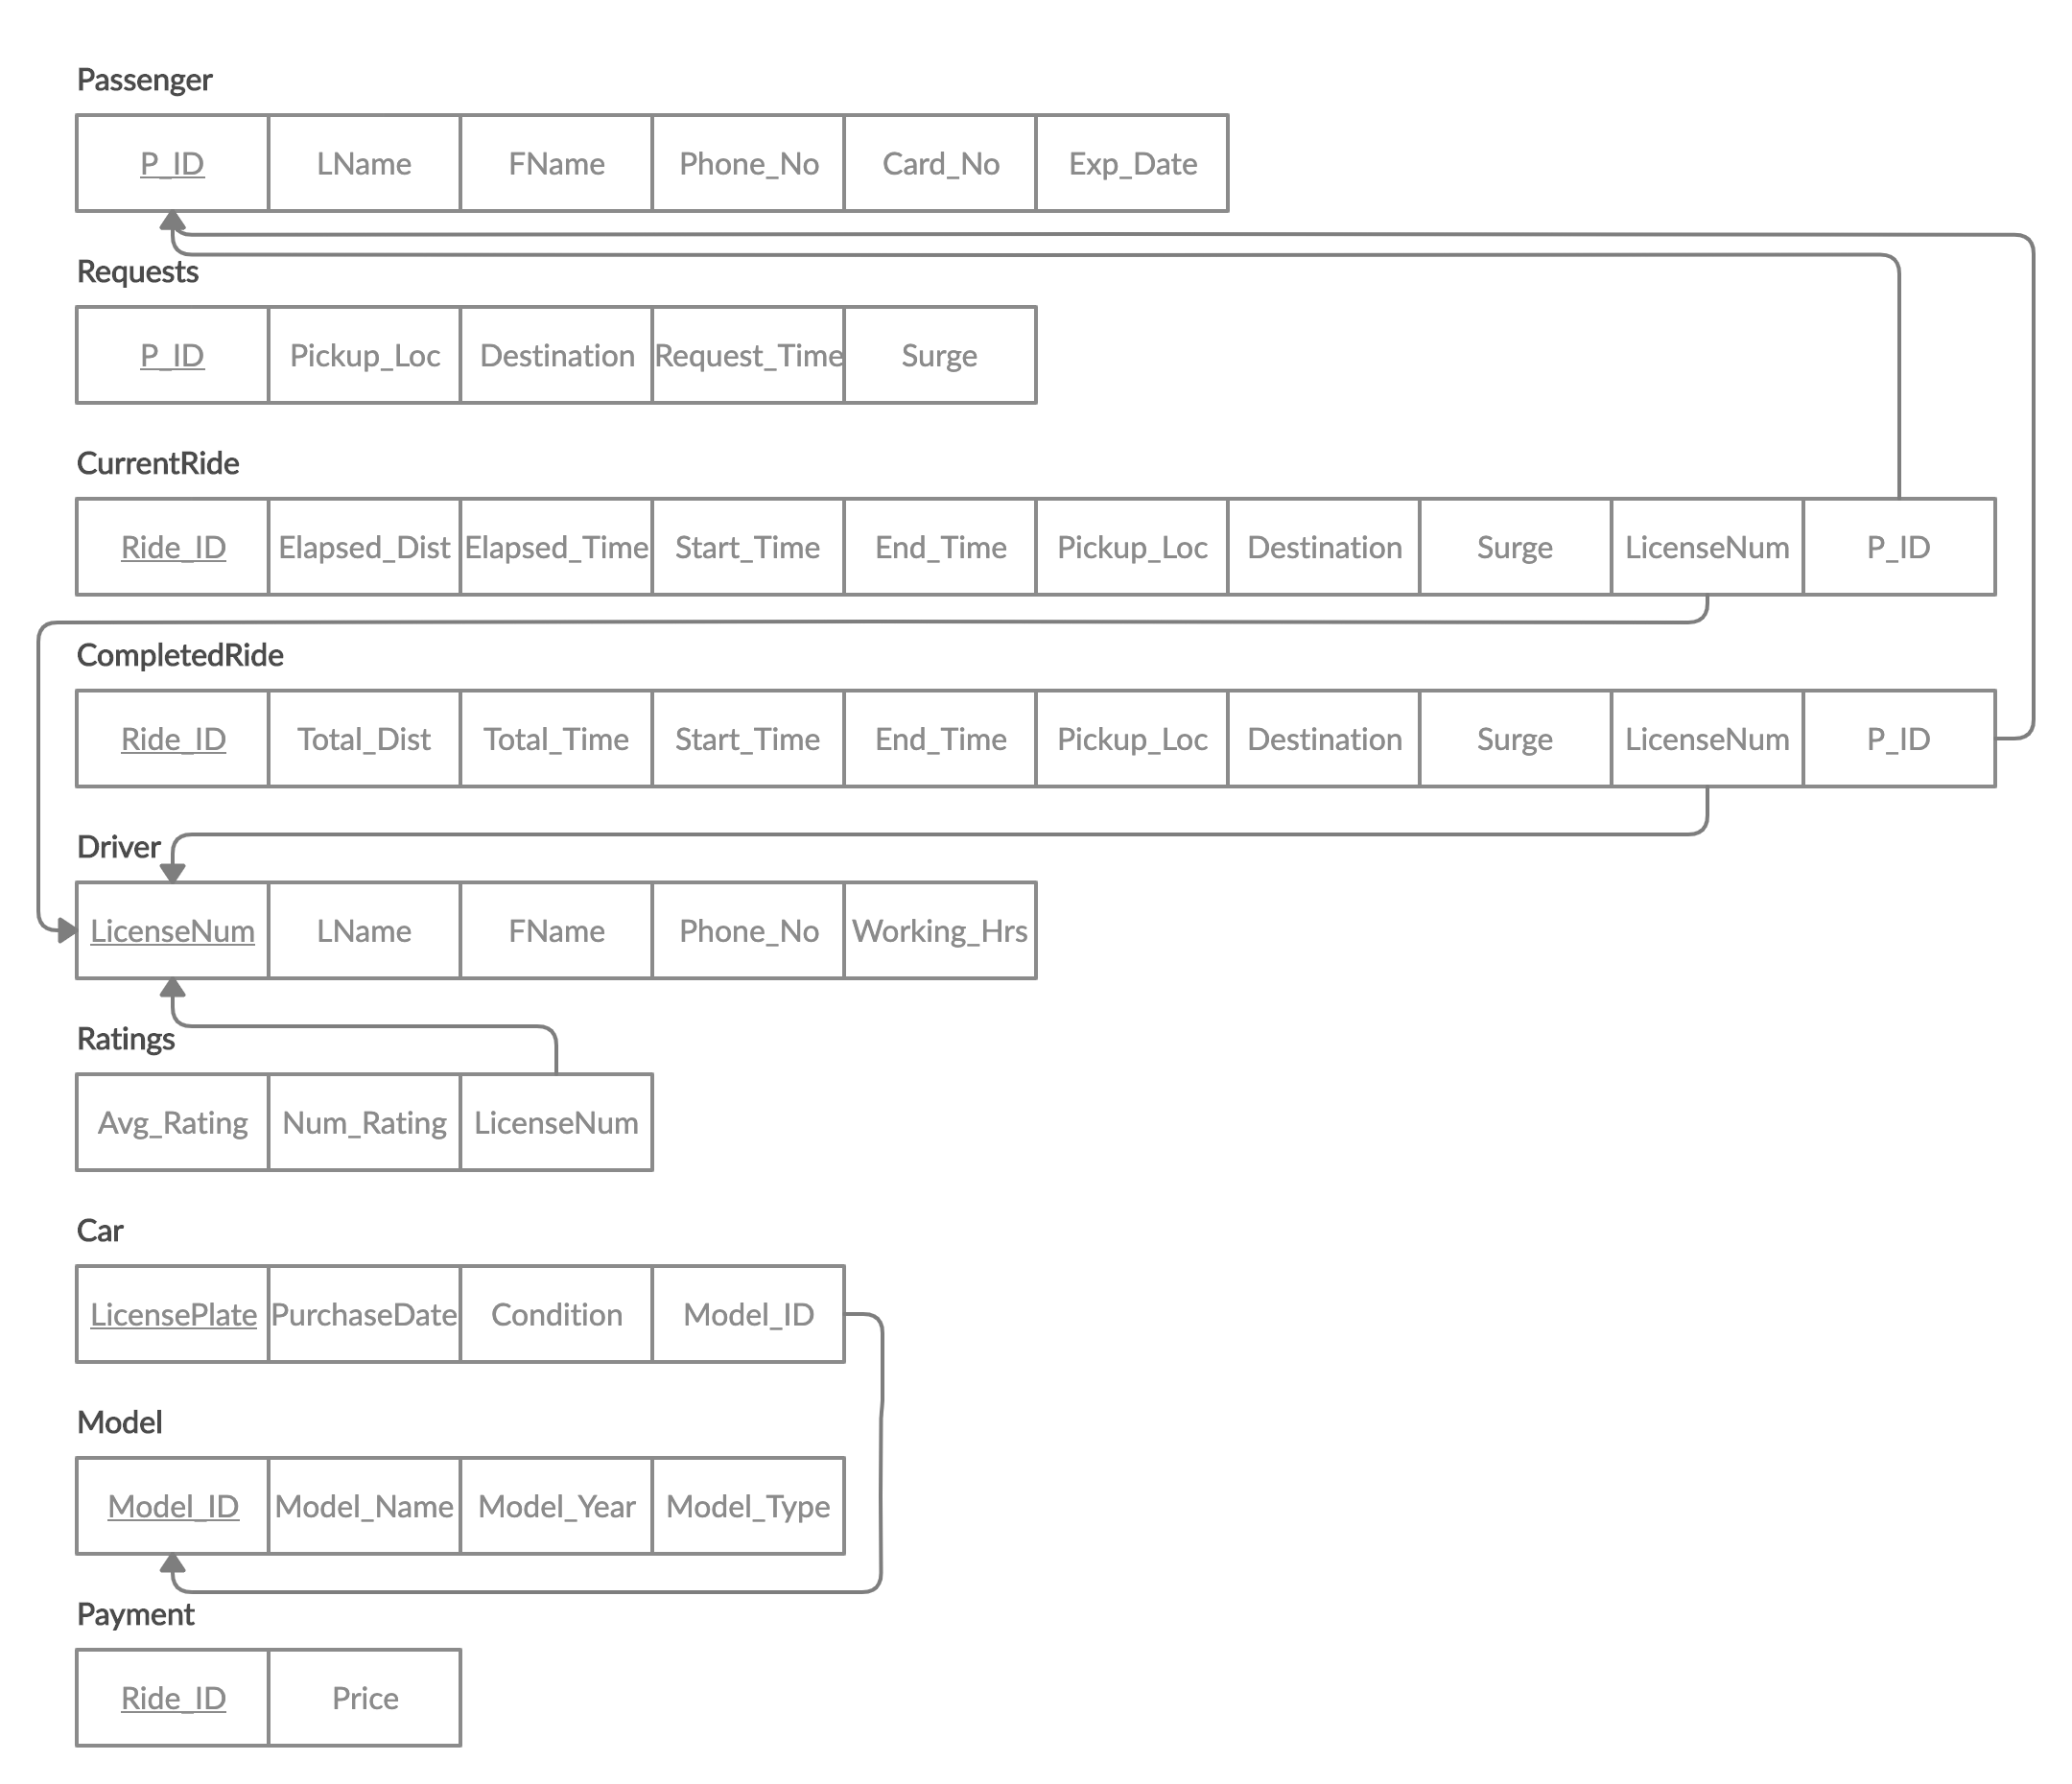 Passenger
P_ID LName FName Phone_No Card_No Exp_Date
Requests
P_ID Pickup_Loc Destination Request_Time Surge
CurrentRide
Ride_ID Elapsed_Dist Elapsed_Time Start_Time End_Time Pickup_Loc Destination Surge LicenseNum P_ID
CompletedRide
Ride_ID Total_Dist Total_Time Start_Time End_Time Pickup_Loc Destination Surge LicenseNum P_ID
Driver
LicenseNum LName FName Phone_No Working_Hrs
Ratings
Avg_Rating Num_Rating LicenseNum
Car
LicensePlate PurchaseDate Condition Model_ID
Model
Model_ID Model_Name Model_Year Model_Type
Payment
Ride_ID Price